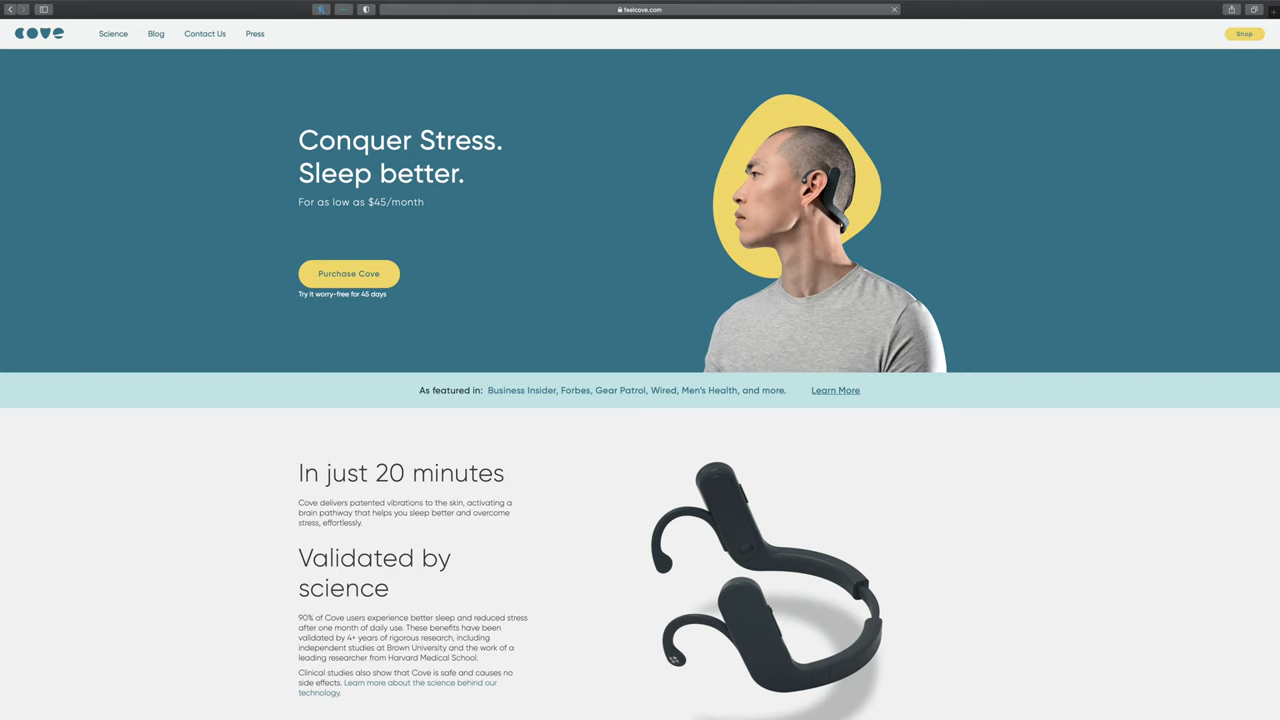 feelcove.com
cove
Science
Blog
Contact Us
Press
Shop
Conquer Stress.
Sleep better.
For as low as $45/month
Purchase Cove
Try it worry-free for 45 days
As featured in: Business Insider, Forbes, Gear Patrol, Wired, Men's Health, and more. Learn More
In just 20 minutes
Cove delivers patented vibrations to the skin, activating a
brain pathway that helps you sleep better and overcome
stress, effortlessly.
Validated by
science
90% of Cove users experience better sleep and reduced stress
after one month of daily use. These benefits have been
validated by 4+ years of rigorous research, including
independent studies at Brown University and the work of a
leading researcher from Harvard Medical School.
Clinical studies also show that Cove is safe and causes no
side effects. Learn more about the science behind our
technology.